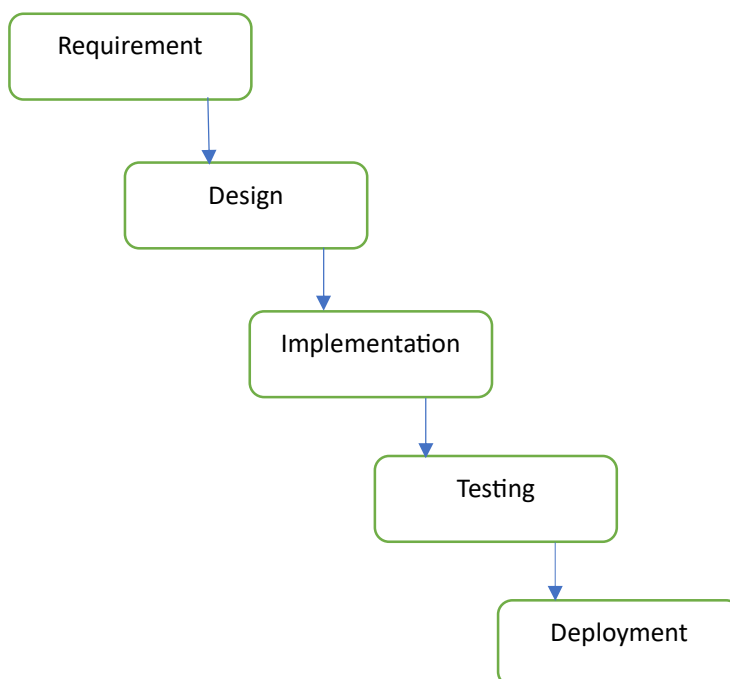 Requirement
Design
Implementation
Testing
Deployment